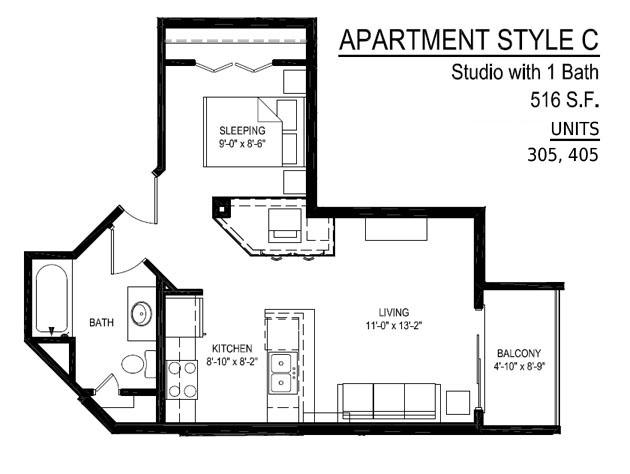 APARTMENT STYLE C
Studio with 1 Bath
516 S.F.
UNITS
305, 405
SLEEPING
9'-0" x 8'-6"
LIVING
11'-0" x 13'-2"
BATH
KITCHEN
8'-10" x 8'-2"
BALCONY
4'-10" x 8'-9"